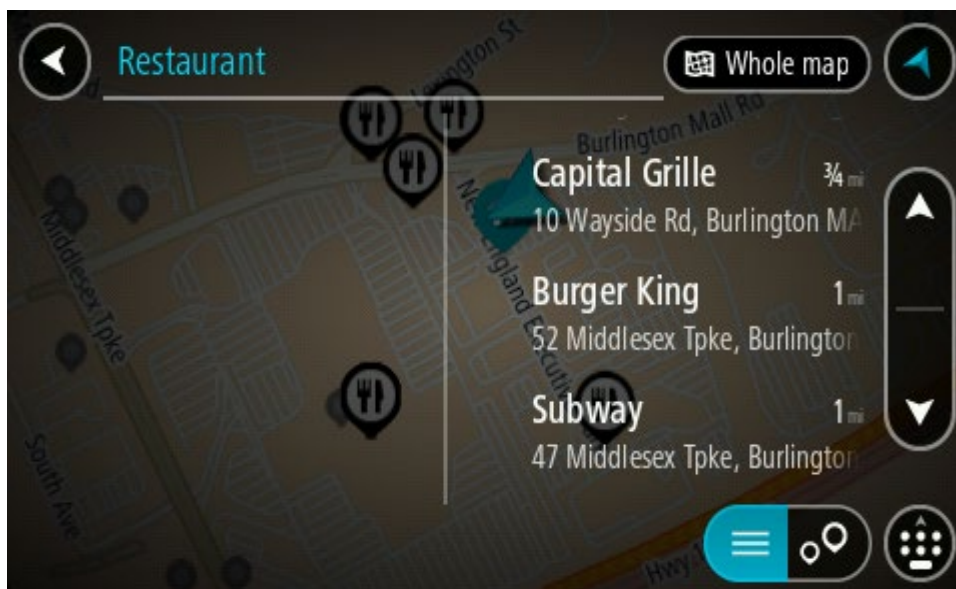 Restaurant
Whole map
Lexington St
Burlington Mall Rd
Capital Grille ¾ mi
10 Wayside Rd, Burlington MA
New England Executive
Middlesex Tpke
Burger King 1 mi
52 Middlesex Tpke, Burlington
Subway 1 mi
47 Middlesex Tpke, Burlington
South Ave
Hwy